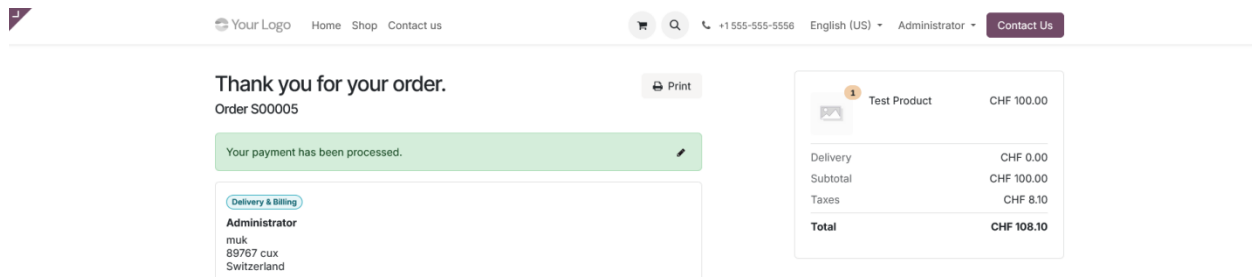 Your Logo Home Shop Contact us +1 555-555-5556 English (US) Administrator Contact Us
Thank you for your order.
Print
Order S00005
Your payment has been processed.
Delivery & Billing
Administrator
muk
89767 cux
Switzerland
1
Test Product CHF 100.00
Delivery CHF 0.00
Subtotal CHF 100.00
Taxes CHF 8.10
Total CHF 108.10